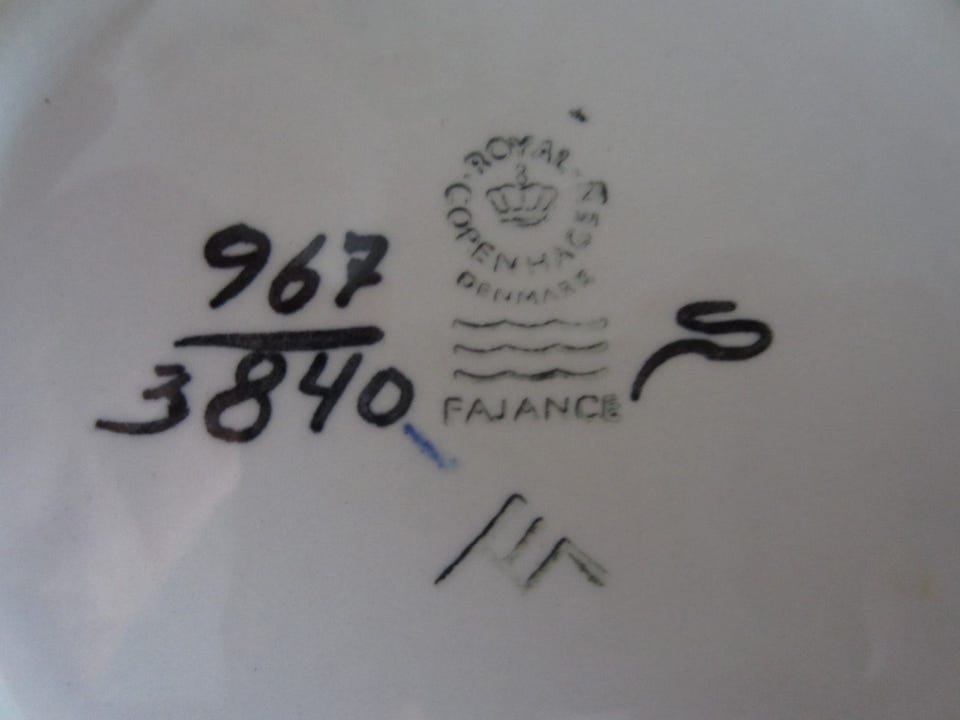 ROYAL
COPENHAGEN
DENMARK
967
3840
FAJANCE